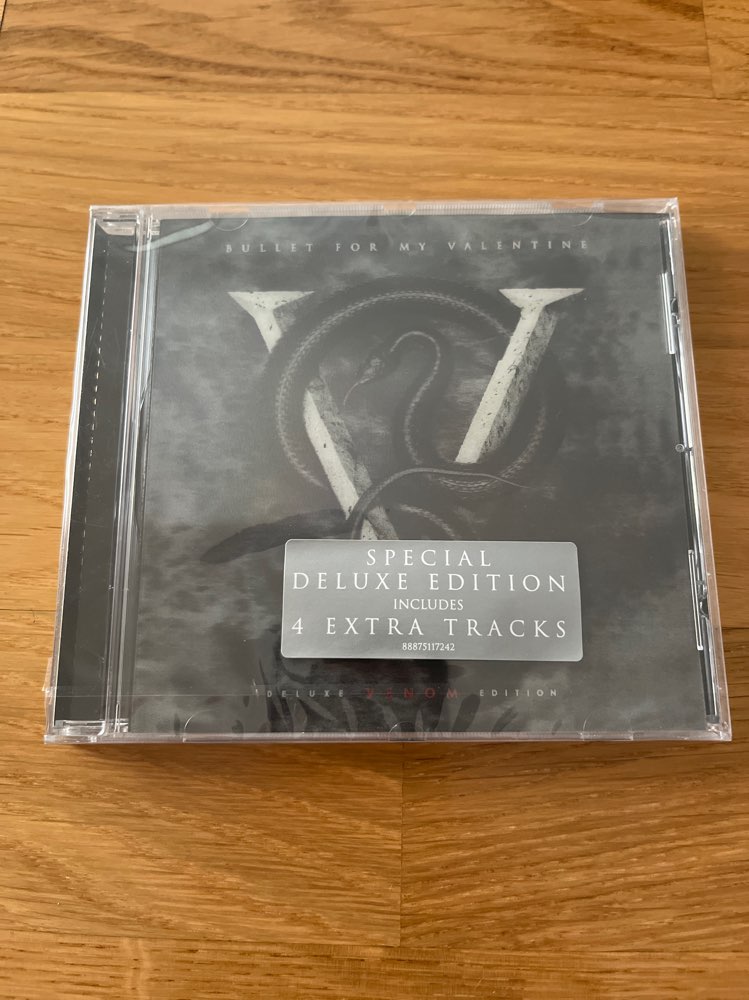 BULLET FOR MY VALENTINE
SPECIAL
DELUXE EDITION
INCLUDES
4 EXTRA TRACKS
88875117242
DELUXE VENOM EDITION